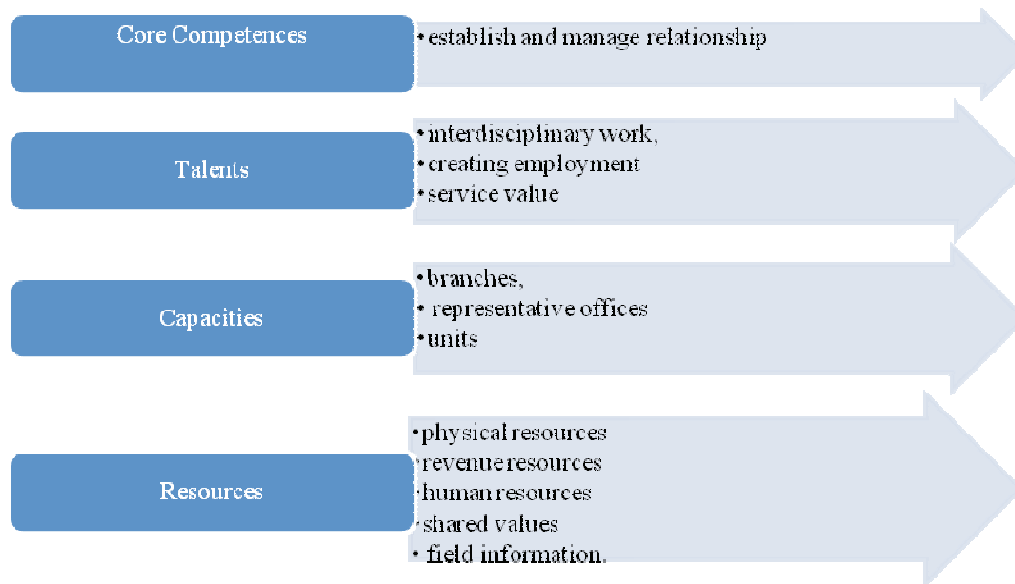 Core Competences
• establish and manage relationship
Talents
• interdisciplinary work,
• creating employment
• service value
Capacities
• branches,
• representative offices
• units
Resources
• physical resources
• revenue resources
• human resources
• shared values
• field information.